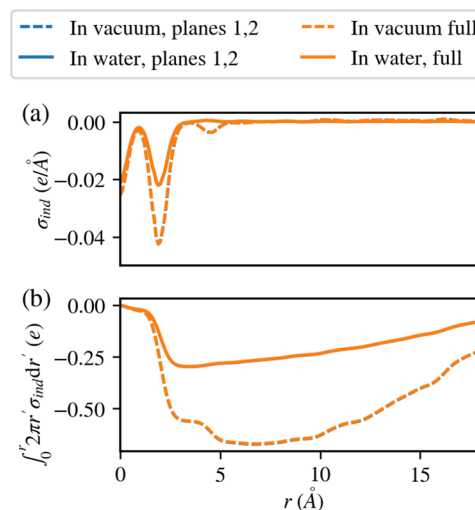 In vacuum, planes 1,2
In vacuum full
In water, planes 1,2
In water, full
(a)
0.00
−0.02
−0.04
σind (e/Å)
(b)
0.00
−0.25
−0.50
∫₀ʳ 2πr′σind dr′ (e)
0 5 10 15
r (Å)